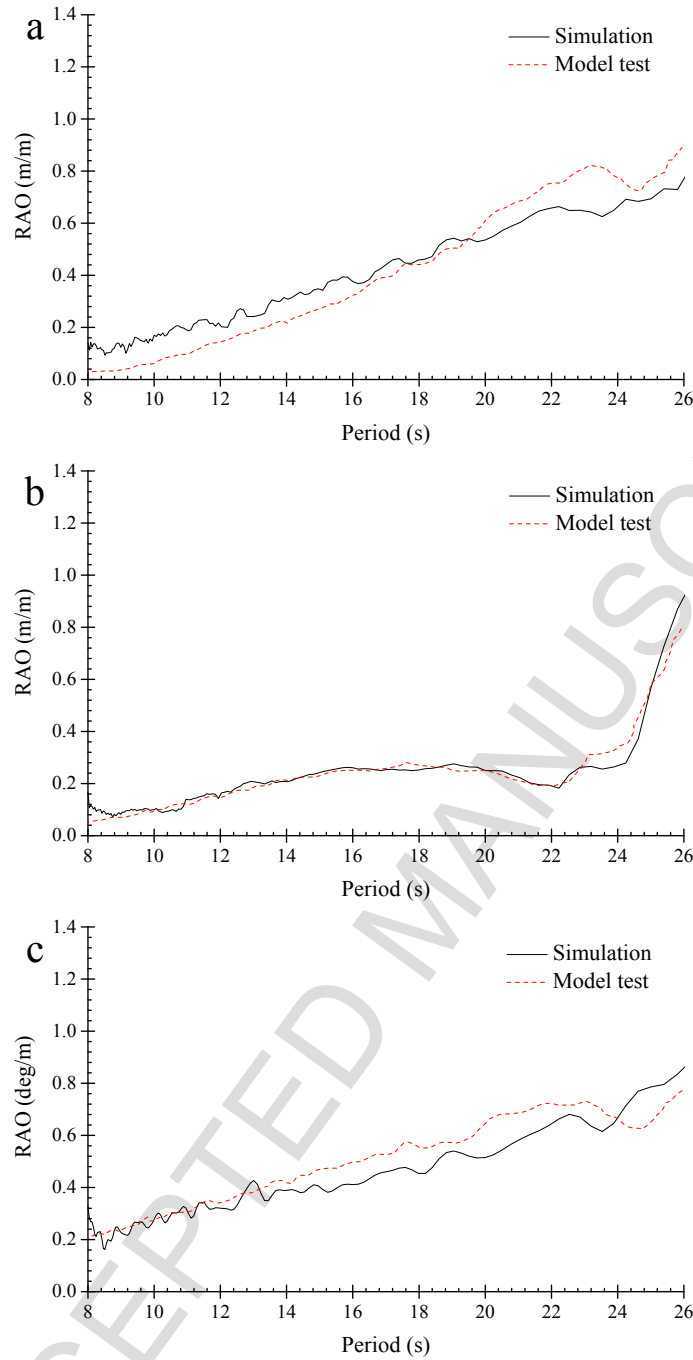 a
1.4
1.2
1.0
0.8
0.6
0.4
0.2
0.0
RAO (m/m)
Simulation
Model test
8 10 12 14 16 18 20 22 24 26
Period (s)
b
1.4
1.2
1.0
0.8
0.6
0.4
0.2
0.0
RAO (m/m)
Simulation
Model test
8 10 12 14 16 18 20 22 24 26
Period (s)
c
1.4
1.2
1.0
0.8
0.6
0.4
0.2
0.0
RAO (deg/m)
Simulation
Model test
8 10 12 14 16 18 20 22 24 26
Period (s)
CEPTED MANUSC